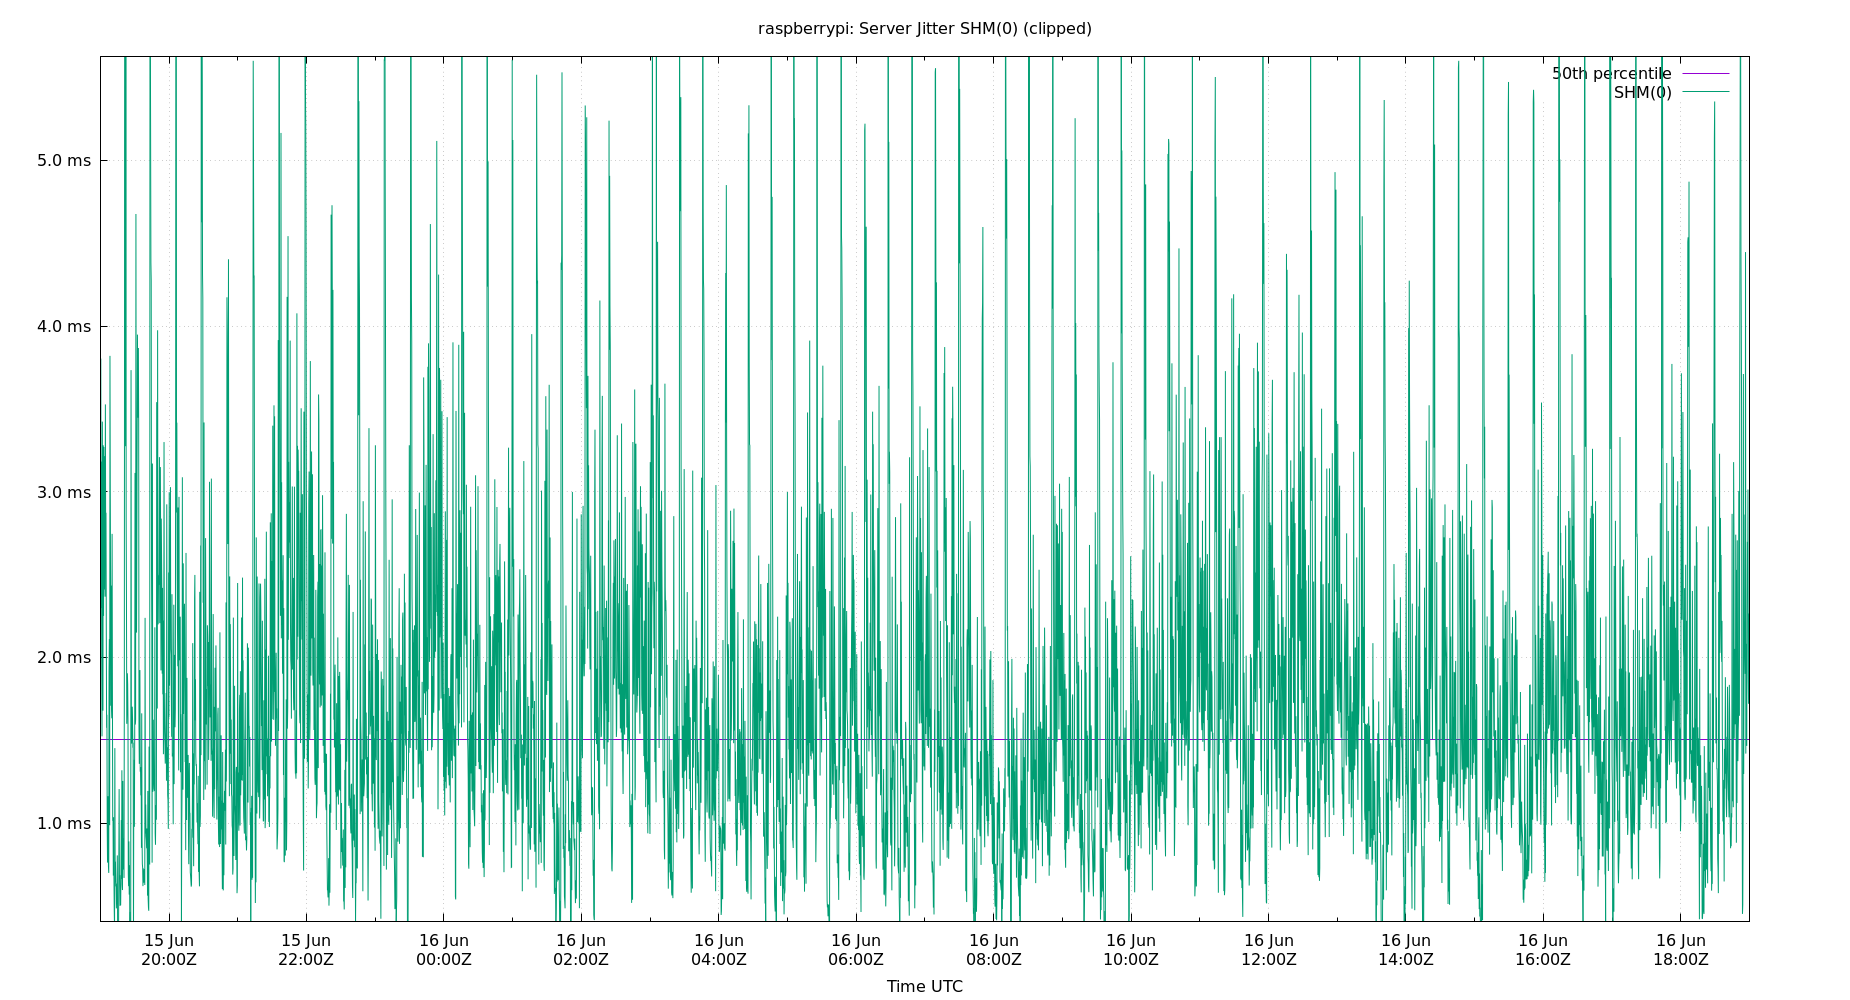 raspberrypi: Server Jitter SHM(0) (clipped)
50th percentile
SHM(0)
5.0 ms
4.0 ms
3.0 ms
2.0 ms
1.0 ms
15 Jun 15 Jun 16 Jun 16 Jun 16 Jun 16 Jun 16 Jun 16 Jun 16 Jun 16 Jun 16 Jun 16 Jun
20:00Z 22:00Z 00:00Z 02:00Z 04:00Z 06:00Z 08:00Z 10:00Z 12:00Z 14:00Z 16:00Z 18:00Z
Time UTC